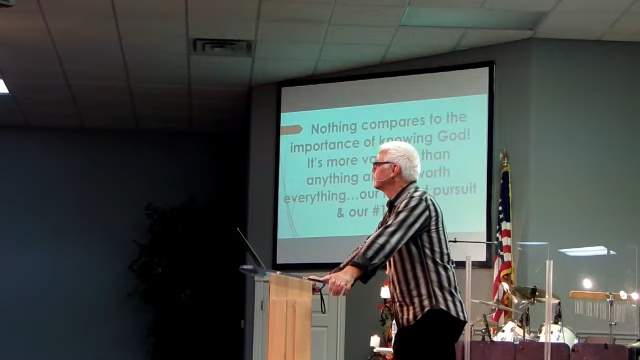 Nothing compares to the
importance of knowing God!
It's more than
anything worth
everything...our pursuit
& our #